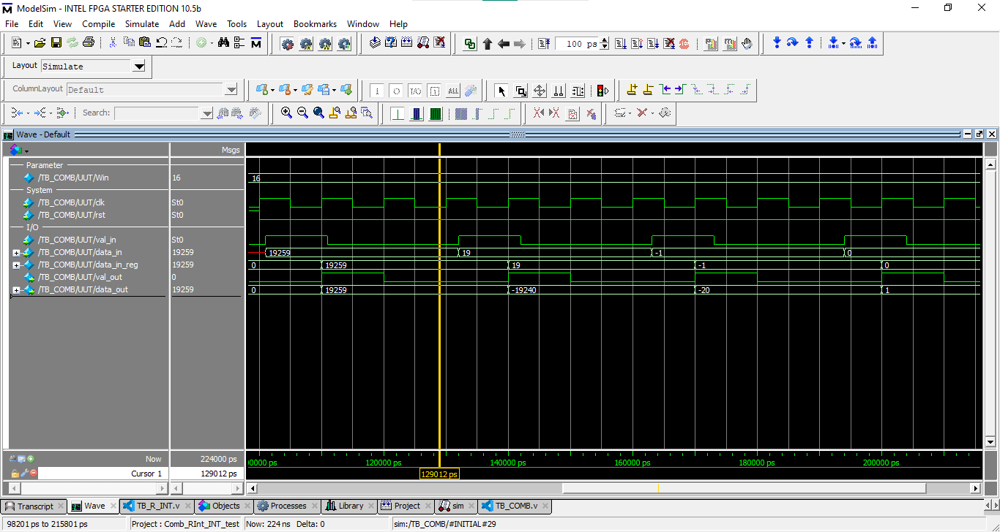 ModelSim - INTEL FPGA STARTER EDITION 10.5b
File Edit View Compile Simulate Add Wave Tools Layout Bookmarks Window Help
100 ps
Layout Simulate
ColumnLayout Default
Search:
Wave - Default
Msgs
Parameter
/TB_COMB/UUT/Win 16 16
System
/TB_COMB/UUT/clk St0
/TB_COMB/UUT/rst St0
I/O
/TB_COMB/UUT/val_in St0
/TB_COMB/UUT/data_in 19259 19259 19 -1 0
/TB_COMB/UUT/data_in_reg 19259 0 19259 19 -1 0
/TB_COMB/UUT/val_out 0
/TB_COMB/UUT/data_out 19259 0 19259 -19240 -20 1
Now 224000 ps 00000 ps 120000 ps 140000 ps 160000 ps 180000 ps 200000 ps
Cursor 1 129012 ps 129012 ps
Transcript Wave TB_R_INT.v Objects Processes Library Project sim TB_COMB.v
98201 ps to 215801 ps Project : Comb_RInt_INT_test Now: 224 ns Delta: 0 sim:/TB_COMB/#INITIAL#29